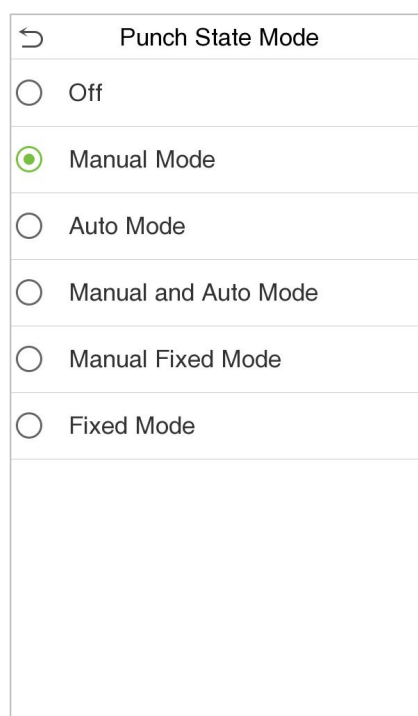 Punch State Mode
Off
Manual Mode
Auto Mode
Manual and Auto Mode
Manual Fixed Mode
Fixed Mode